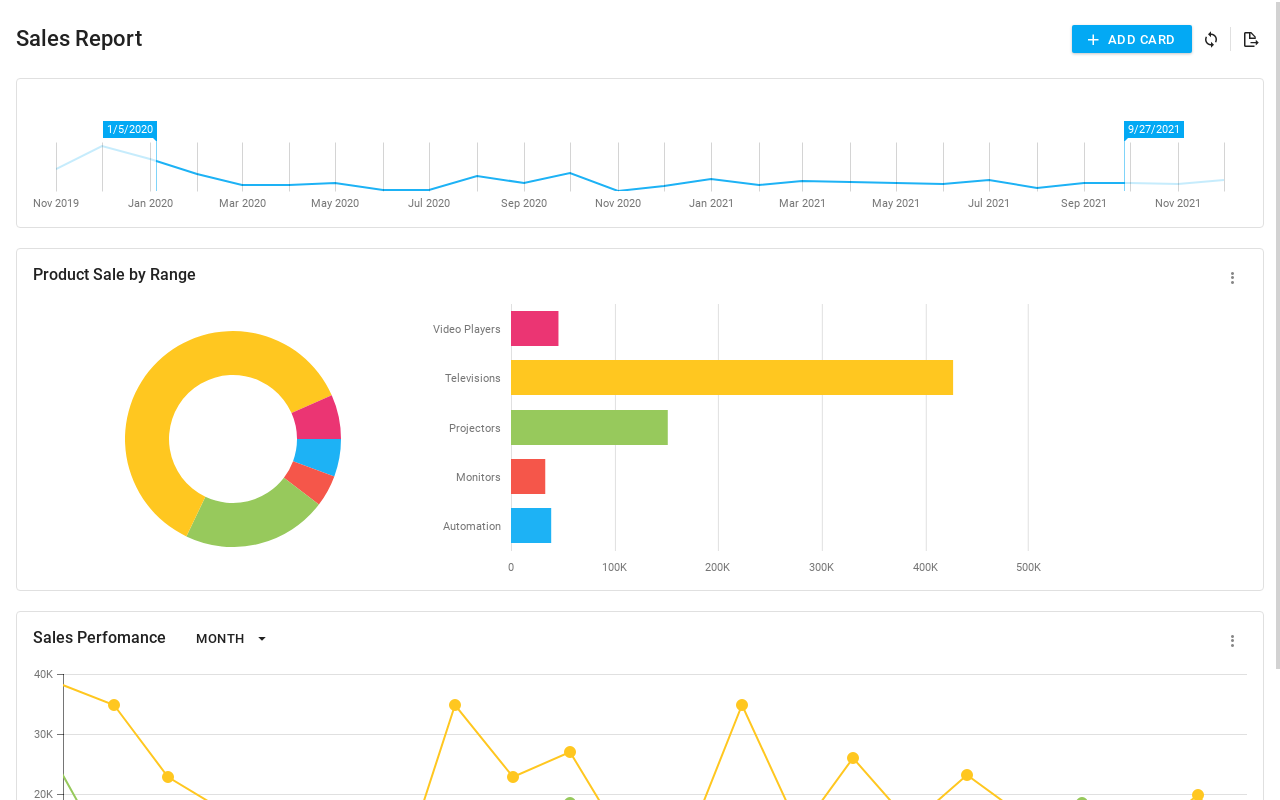 Sales Report
ADD CARD
1/5/2020
9/27/2021
Nov 2019 Jan 2020 Mar 2020 May 2020 Jul 2020 Sep 2020 Nov 2020 Jan 2021 Mar 2021 May 2021 Jul 2021 Sep 2021 Nov 2021
Product Sale by Range
Video Players
Televisions
Projectors
Monitors
Automation
0 100K 200K 300K 400K 500K
Sales Perfomance
MONTH
40K
30K
20K